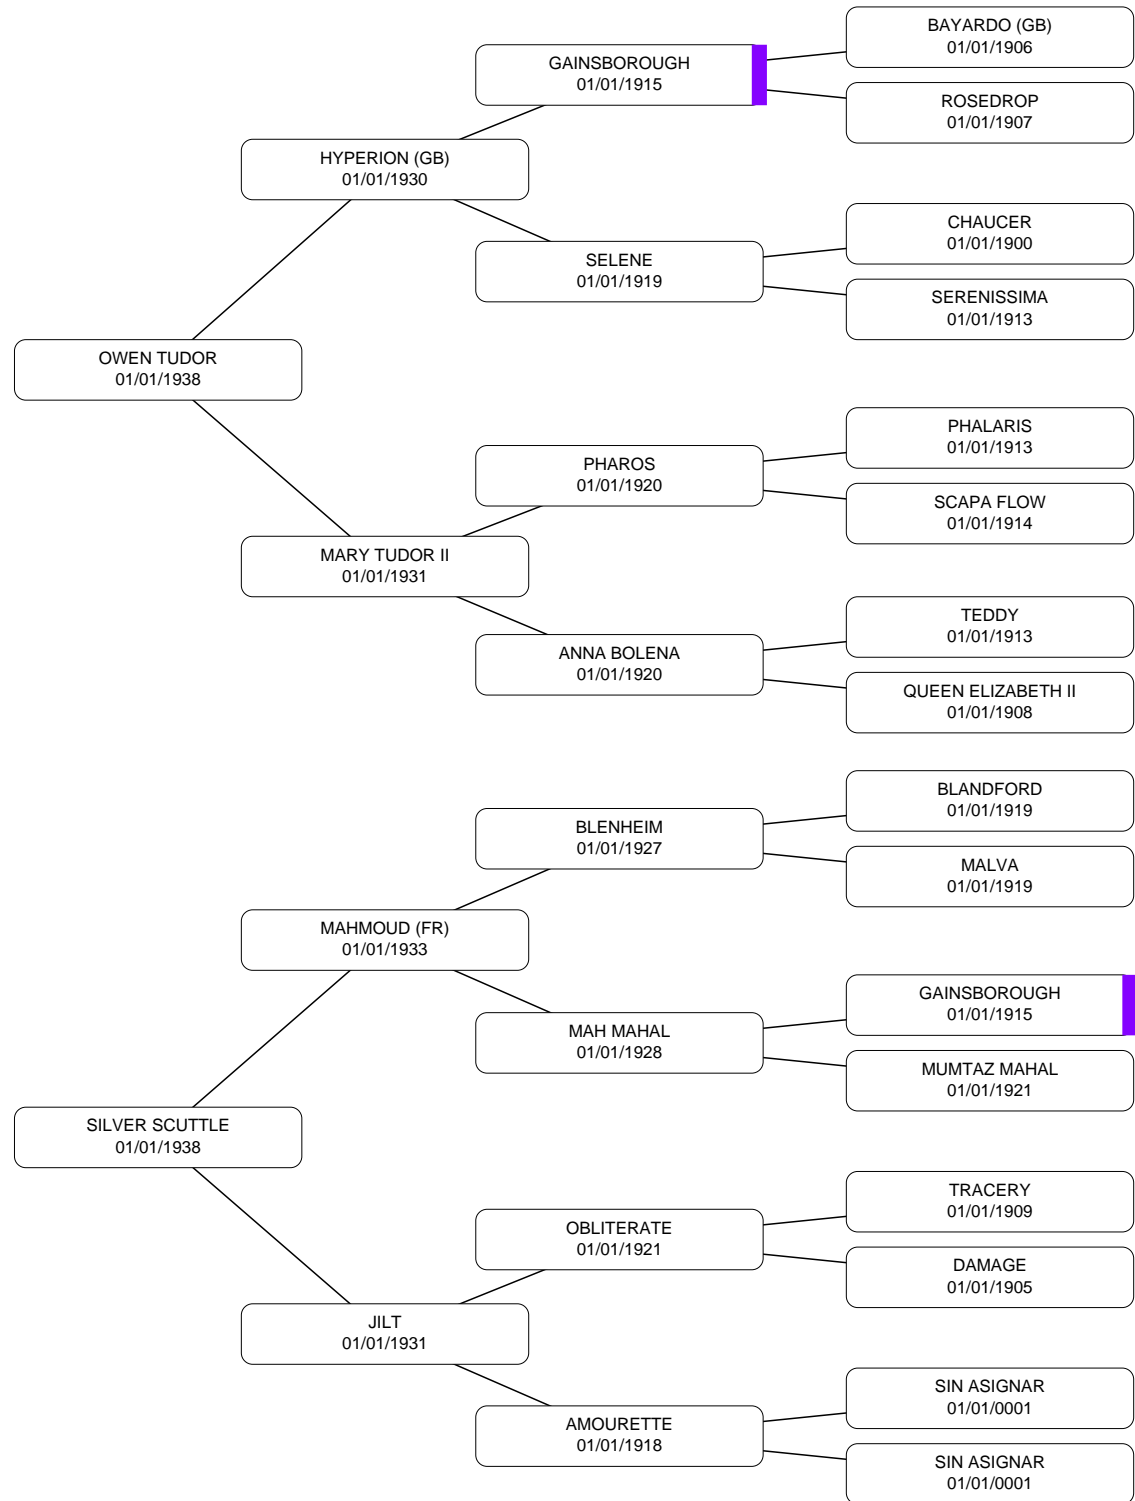 BAYARDO (GB)
01/01/1906
GAINSBOROUGH
01/01/1915
ROSEDROP
01/01/1907
HYPERION (GB)
01/01/1930
CHAUCER
01/01/1900
SELENE
01/01/1919
SERENISSIMA
01/01/1913
OWEN TUDOR
01/01/1938
PHALARIS
01/01/1913
PHAROS
01/01/1920
SCAPA FLOW
01/01/1914
MARY TUDOR II
01/01/1931
TEDDY
01/01/1913
ANNA BOLENA
01/01/1920
QUEEN ELIZABETH II
01/01/1908
BLANDFORD
01/01/1919
BLENHEIM
01/01/1927
MALVA
01/01/1919
MAHMOUD (FR)
01/01/1933
GAINSBOROUGH
01/01/1915
MAH MAHAL
01/01/1928
MUMTAZ MAHAL
01/01/1921
SILVER SCUTTLE
01/01/1938
TRACERY
01/01/1909
OBLITERATE
01/01/1921
DAMAGE
01/01/1905
JILT
01/01/1931
SIN ASIGNAR
01/01/0001
AMOURETTE
01/01/1918
SIN ASIGNAR
01/01/0001